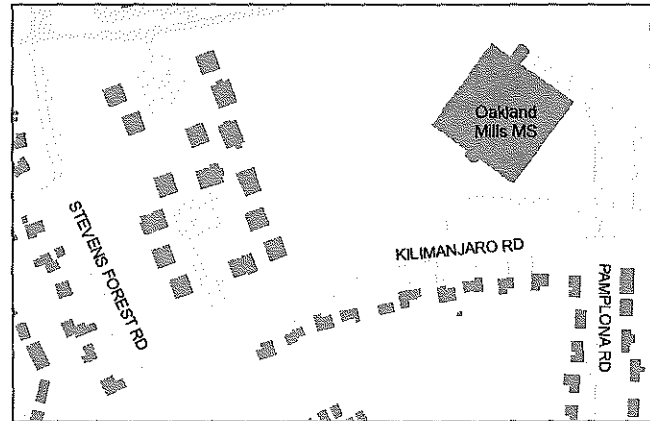 Oakland
Mills MS
STEVENS FOREST RD
KILIMANJARO RD
PAMPLONA RD